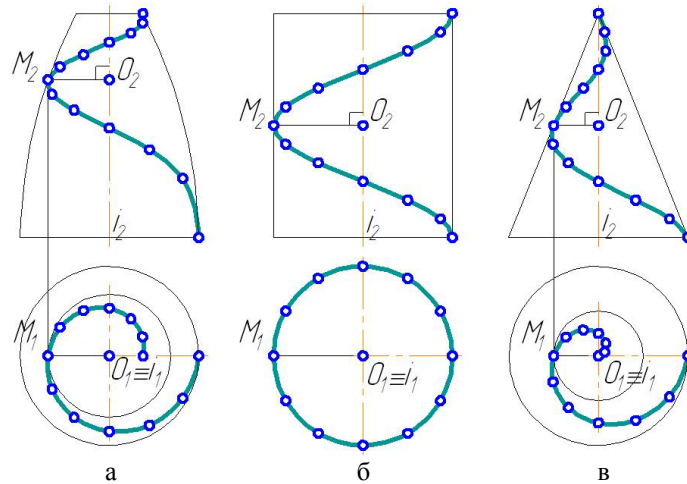 M₂ O₂ M₂ O₂ M₂ O₂
i₂ i₂ i₂
M₁ O₁≡i₁ M₁ O₁≡i₁ M₁ O₁≡i₁
а б в